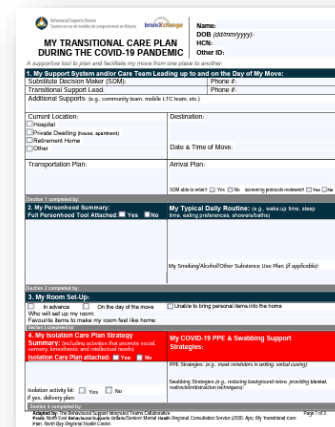 Behavioural Supports Ontario
Soutien en cas de troubles du comportement en Ontario
brainXchange
Name:
DOB (dd/mm/yyyy):
HCN:
Other ID:
MY TRANSITIONAL CARE PLAN
DURING THE COVID-19 PANDEMIC
A supportive tool to plan and facilitate my move from one place to another.
1. My Support System and/or Care Team Leading up to and on the Day of My Move:
Substitute Decision Maker (SDM): Phone #:
Transitional Support Lead: Phone #:
Additional Supports: (e.g., community team, mobile LTC team, etc.)
Current Location: Destination:
Hospital
Private Dwelling (house, apartment)
Retirement Home
Other
Date & Time of Move:
Transportation Plan: Arrival Plan:
SDM able to enter? Yes No Screening protocols reviewed? Yes No
Section 1 completed by:
2. My Personhood Summary:
Full Personhood Tool Attached: Yes No
My Typical Daily Routine: (e.g., wake up time, sleep
time, eating preferences, showers/baths)
My Smoking/Alcohol/Other Substance Use Plan (if applicable):
Section 2 completed by:
3. My Room Set-Up:
In advance On the day of the move Unable to bring personal items into the home
Who will set up my room:
Favourite items to make my room feel like home:
Section 3 completed by:
4. My Isolation Care Plan Strategy
Summary: (including activities that promote social,
sensory, kinesthetic and intellectual needs)
Isolation Care Plan attached: Yes No
My COVID-19 PPE & Swabbing Support
Strategies:
PPE Strategies (e.g., mask reminders in writing, verbal cueing):
Swabbing Strategies (e.g., reducing background noise, providing blanket,
Isolation activity kit: Yes No
If yes, delivery plan:
Section 4 completed by:
Page 1 of 3